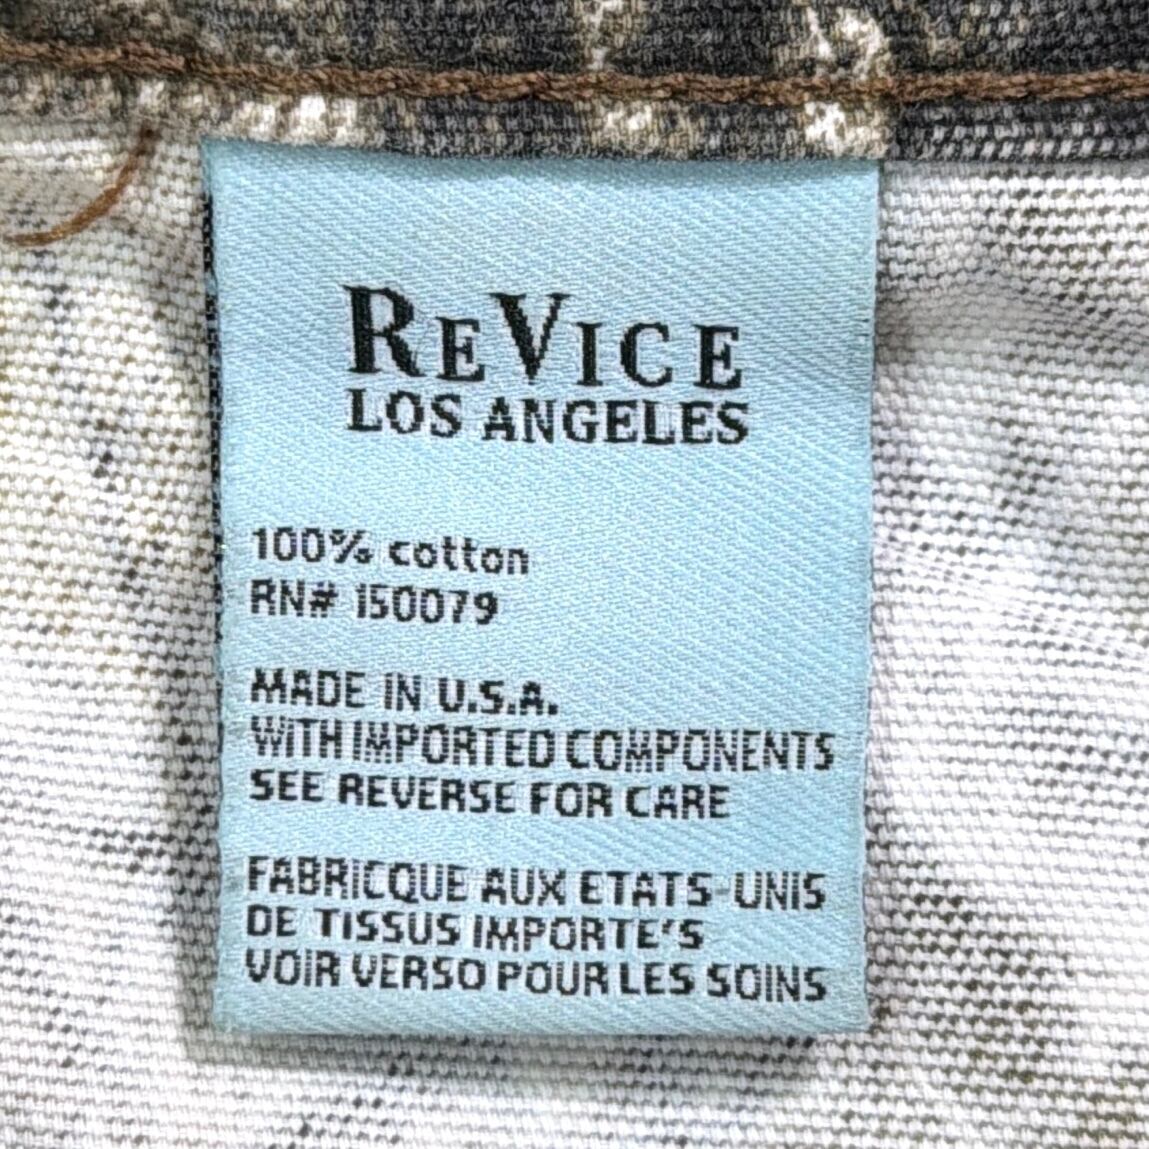 REVICE
LOS ANGELES
100% cotton
RN# 150079
MADE IN U.S.A.
WITH IMPORTED COMPONENTS
SEE REVERSE FOR CARE
FABRICQUE AUX ETATS-UNIS
DE TISSUS IMPORTE'S
VOIR VERSO POUR LES SOINS